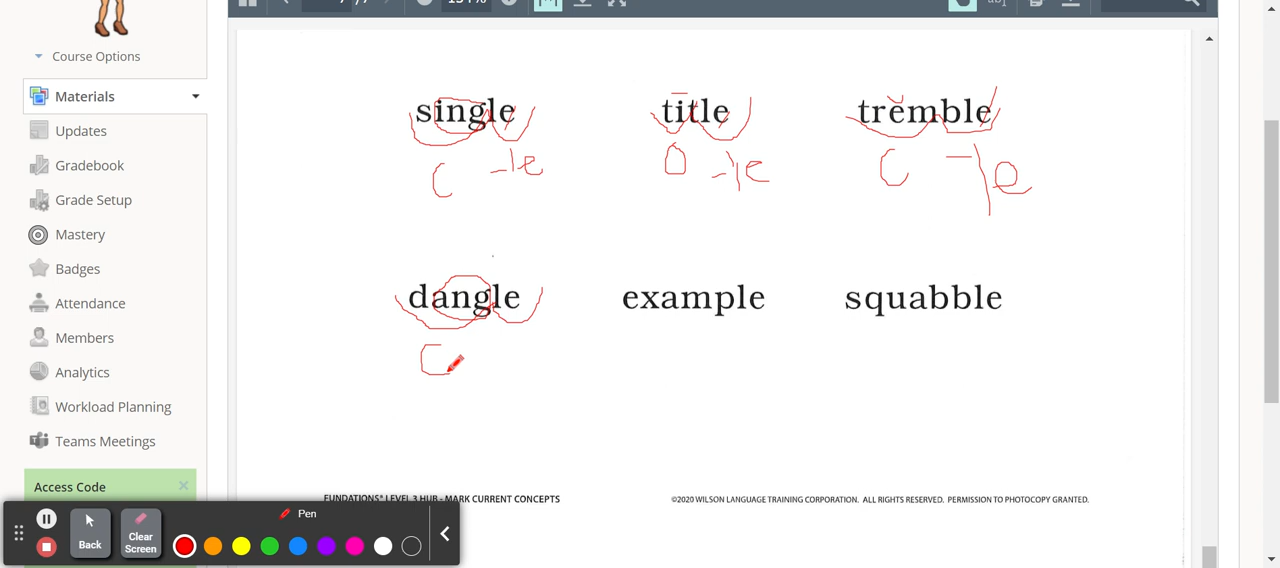 Course Options
Materials
Updates
Gradebook
Grade Setup
Mastery
Badges
Attendance
Members
Analytics
Workload Planning
Teams Meetings
Access Code
single title trĕmble
C -le O -le C -le
dangle example squabble
C
FUNDATIONS® LEVEL 3 HUB - MARK CURRENT CONCEPTS
©2020 WILSON LANGUAGE TRAINING CORPORATION. ALL RIGHTS RESERVED. PERMISSION TO PHOTOCOPY GRANTED.
Pen
Back
Clear Screen